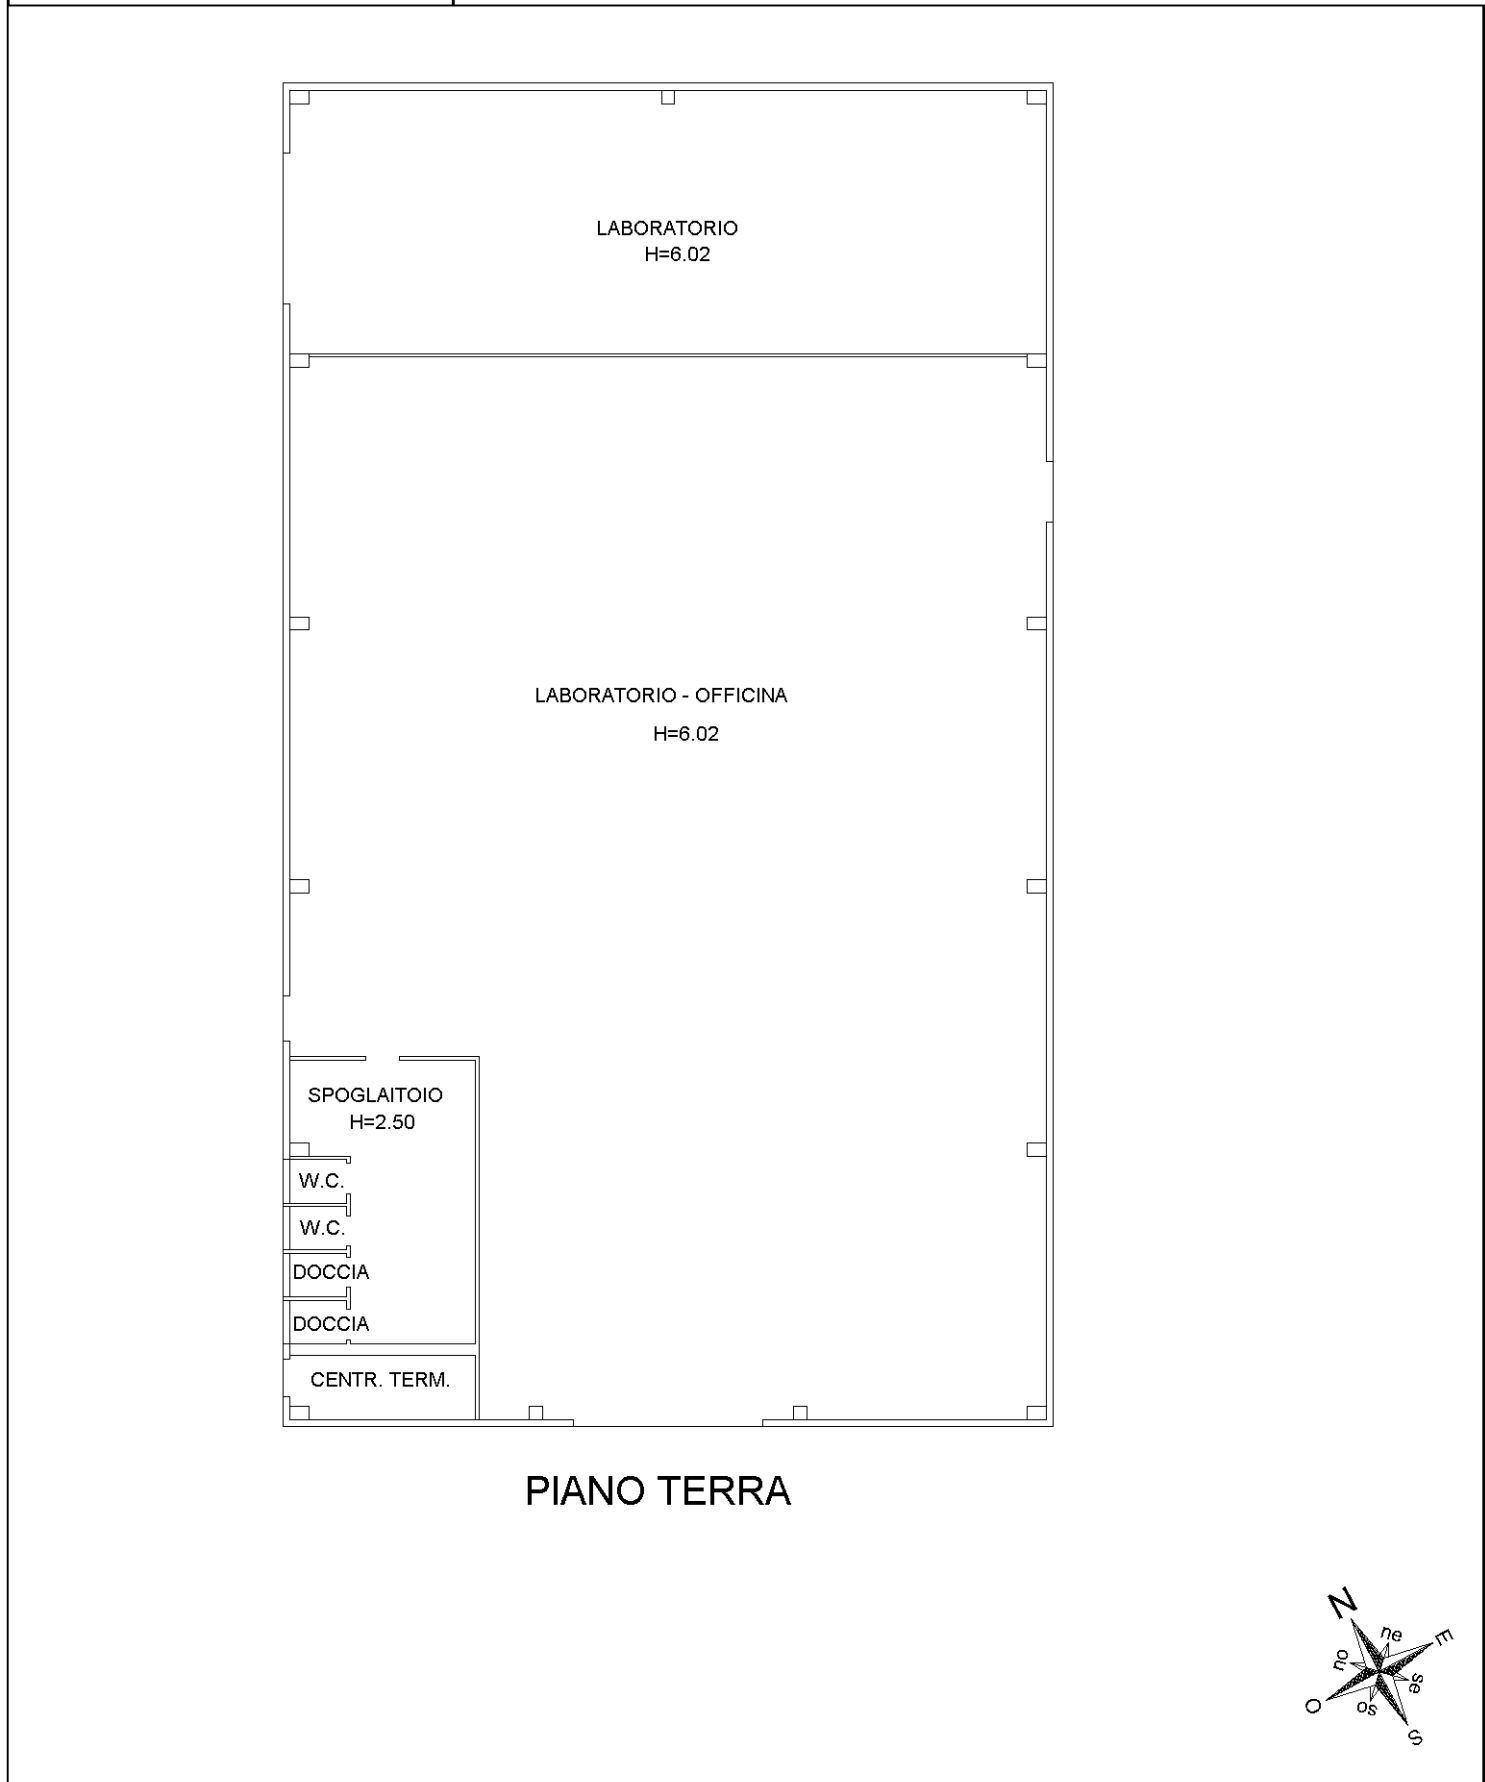 LABORATORIO
H=6.02
LABORATORIO - OFFICINA
H=6.02
SPOGLAITOIO
H=2.50
W.C.
W.C.
DOCCIA
DOCCIA
CENTR. TERM.
PIANO TERRA
N
ne
E
no
se
O
so
S